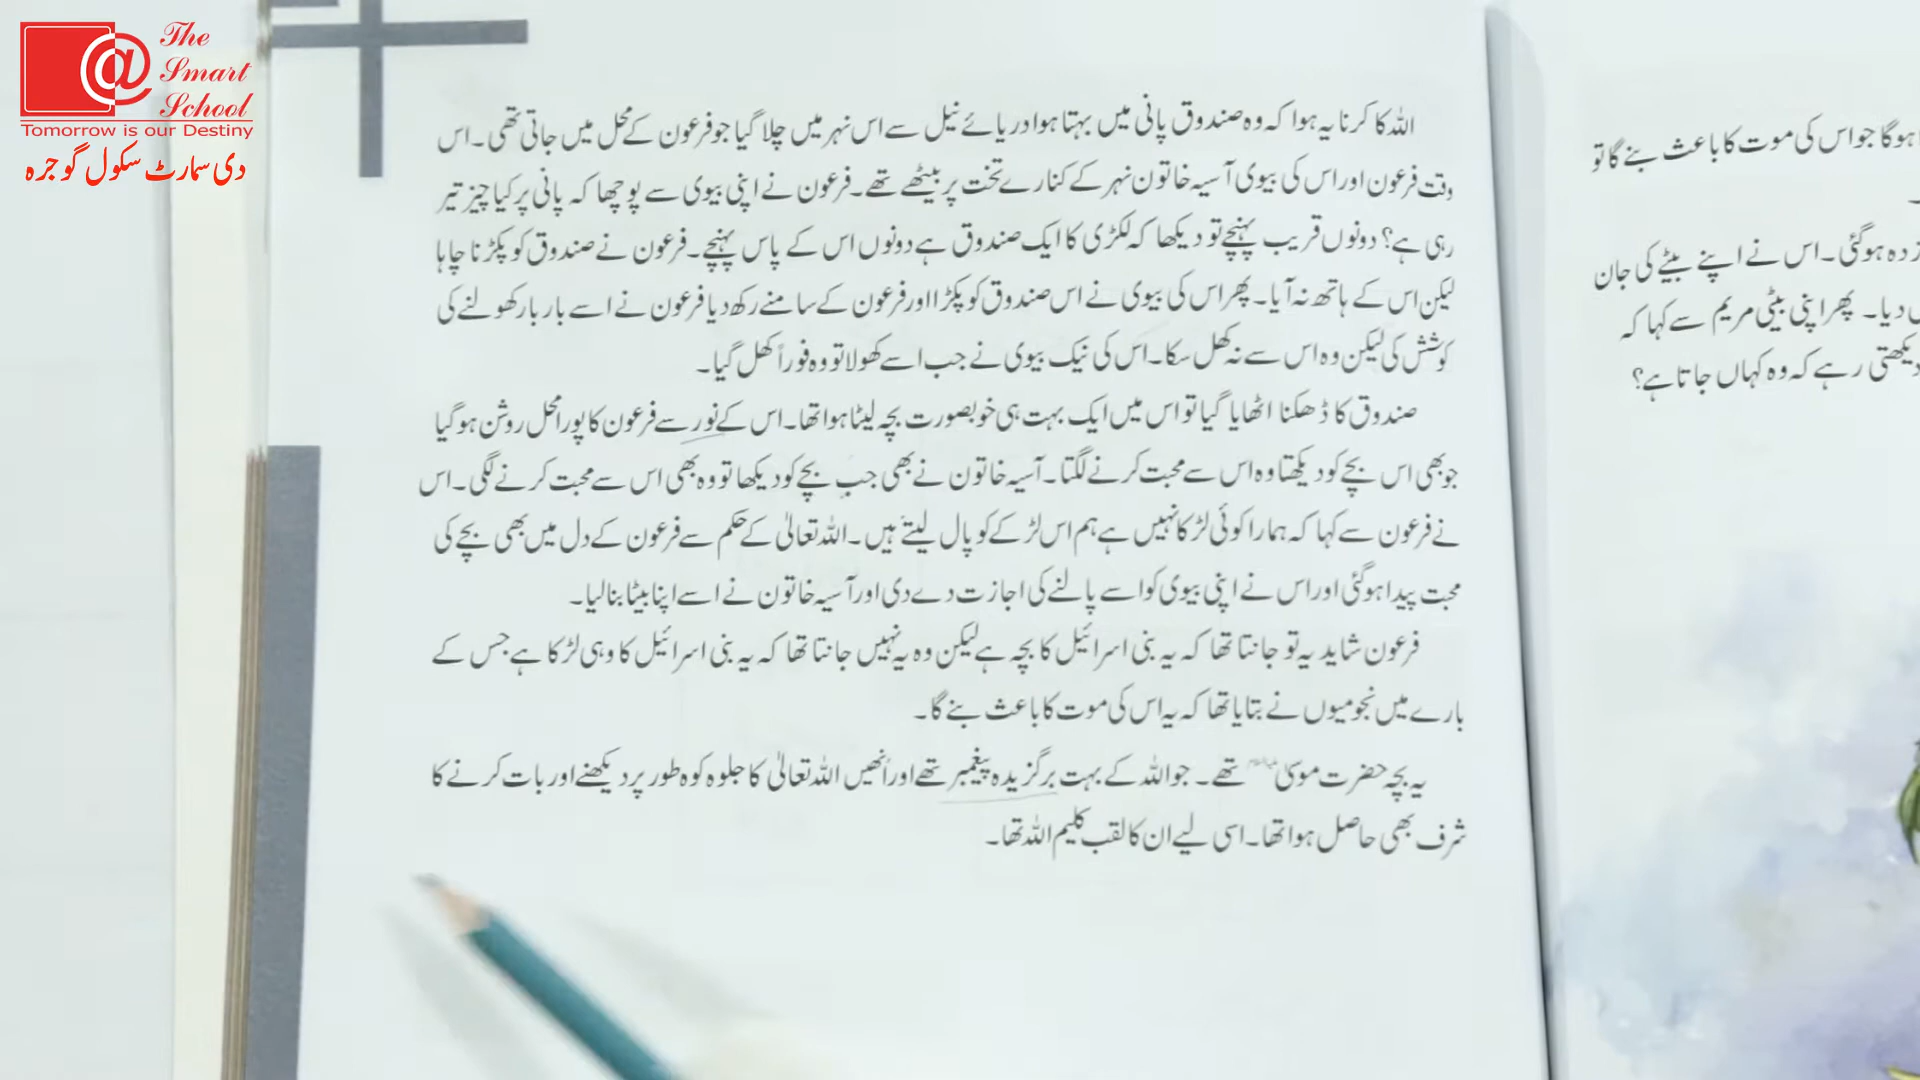 The
Smart
School
Tomorrow is our Destiny
دی سمارٹ سکول گوجرہ
اللہ کا کرنا یہ ہوا کہ وہ صندوق پانی میں بہتا ہوا دریائے نیل سے اس نہر میں چلا گیا جو فرعون کے محل میں جاتی تھی۔ اس
وقت فرعون اور اس کی بیوی آسیہ خاتون نہر کے کنارے تخت پر بیٹھے تھے۔ فرعون نے اپنی بیوی سے پوچھا کہ پانی پر کیا چیز تیر
رہی ہے؟ دونوں قریب پہنچے تو دیکھا کہ لکڑی کا ایک صندوق ہے دونوں اس کے پاس پہنچے۔ فرعون نے صندوق کو پکڑنا چاہا
لیکن اس کے ہاتھ نہ آیا۔ پھر اس کی بیوی نے اس صندوق کو پکڑا اور فرعون کے سامنے رکھ دیا فرعون نے اسے بار بار کھولنے کی
کوشش کی لیکن وہ اس سے نہ کھل سکا۔ اس کی نیک بیوی نے جب اسے کھولا تو وہ فوراً کھل گیا۔
صندوق کا ڈھکنا اٹھایا گیا تو اس میں ایک بہت ہی خوبصورت بچہ لیٹا ہوا تھا۔ اس کے نور سے فرعون کا پورا محل روشن ہو گیا
جو بھی اس بچے کو دیکھتا وہ اس سے محبت کرنے لگتا۔ آسیہ خاتون نے بھی جب بچے کو دیکھا تو وہ بھی اس سے محبت کرنے لگی۔ اس
نے فرعون سے کہا کہ ہمارا کوئی لڑکا نہیں ہے ہم اس لڑکے کو پال لیتے ہیں۔ اللہ تعالیٰ کے حکم سے فرعون کے دل میں بھی بچے کی
محبت پیدا ہو گئی اور اس نے اپنی بیوی کو اسے پالنے کی اجازت دے دی اور آسیہ خاتون نے اسے اپنا بیٹا بنا لیا۔
فرعون شاید یہ تو جانتا تھا کہ یہ بنی اسرائیل کا بچہ ہے لیکن وہ یہ نہیں جانتا تھا کہ یہ بنی اسرائیل کا وہی لڑکا ہے جس کے
بارے میں نجومیوں نے بتایا تھا کہ یہ اس کی موت کا باعث بنے گا۔
یہ بچہ حضرت موسیٰ تھے۔ جو اللہ کے بہت برگزیدہ پیغمبر تھے اور اُنھیں اللہ تعالیٰ کا جلوہ کوہ طور پر دیکھنے اور بات کرنے کا
شرف بھی حاصل ہوا تھا۔ اسی لیے ان کا لقب کلیم اللہ تھا۔
ہو گا جو اس کی موت کا باعث بنے گا تو
زدہ ہو گئی۔ اس نے اپنے بیٹے کی جان
دیا۔ پھر اپنی بیٹی مریم سے کہا کہ
دیکھتی رہے کہ وہ کہاں جاتا ہے؟